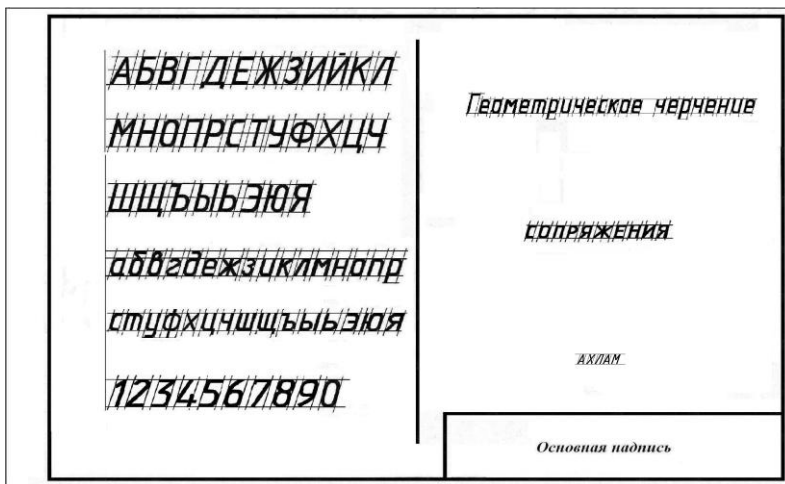 АБВГДЕЖЗИЙКЛ
МНОПРСТУФХЦЧ
ШЩЪЫЬЭЮЯ
абвгдежзиклмнопр
стуфхцчшщъыьэюя
1234567890
Геометрическое черчение
СОПРЯЖЕНИЯ
АХЛАМ
Основная надпись